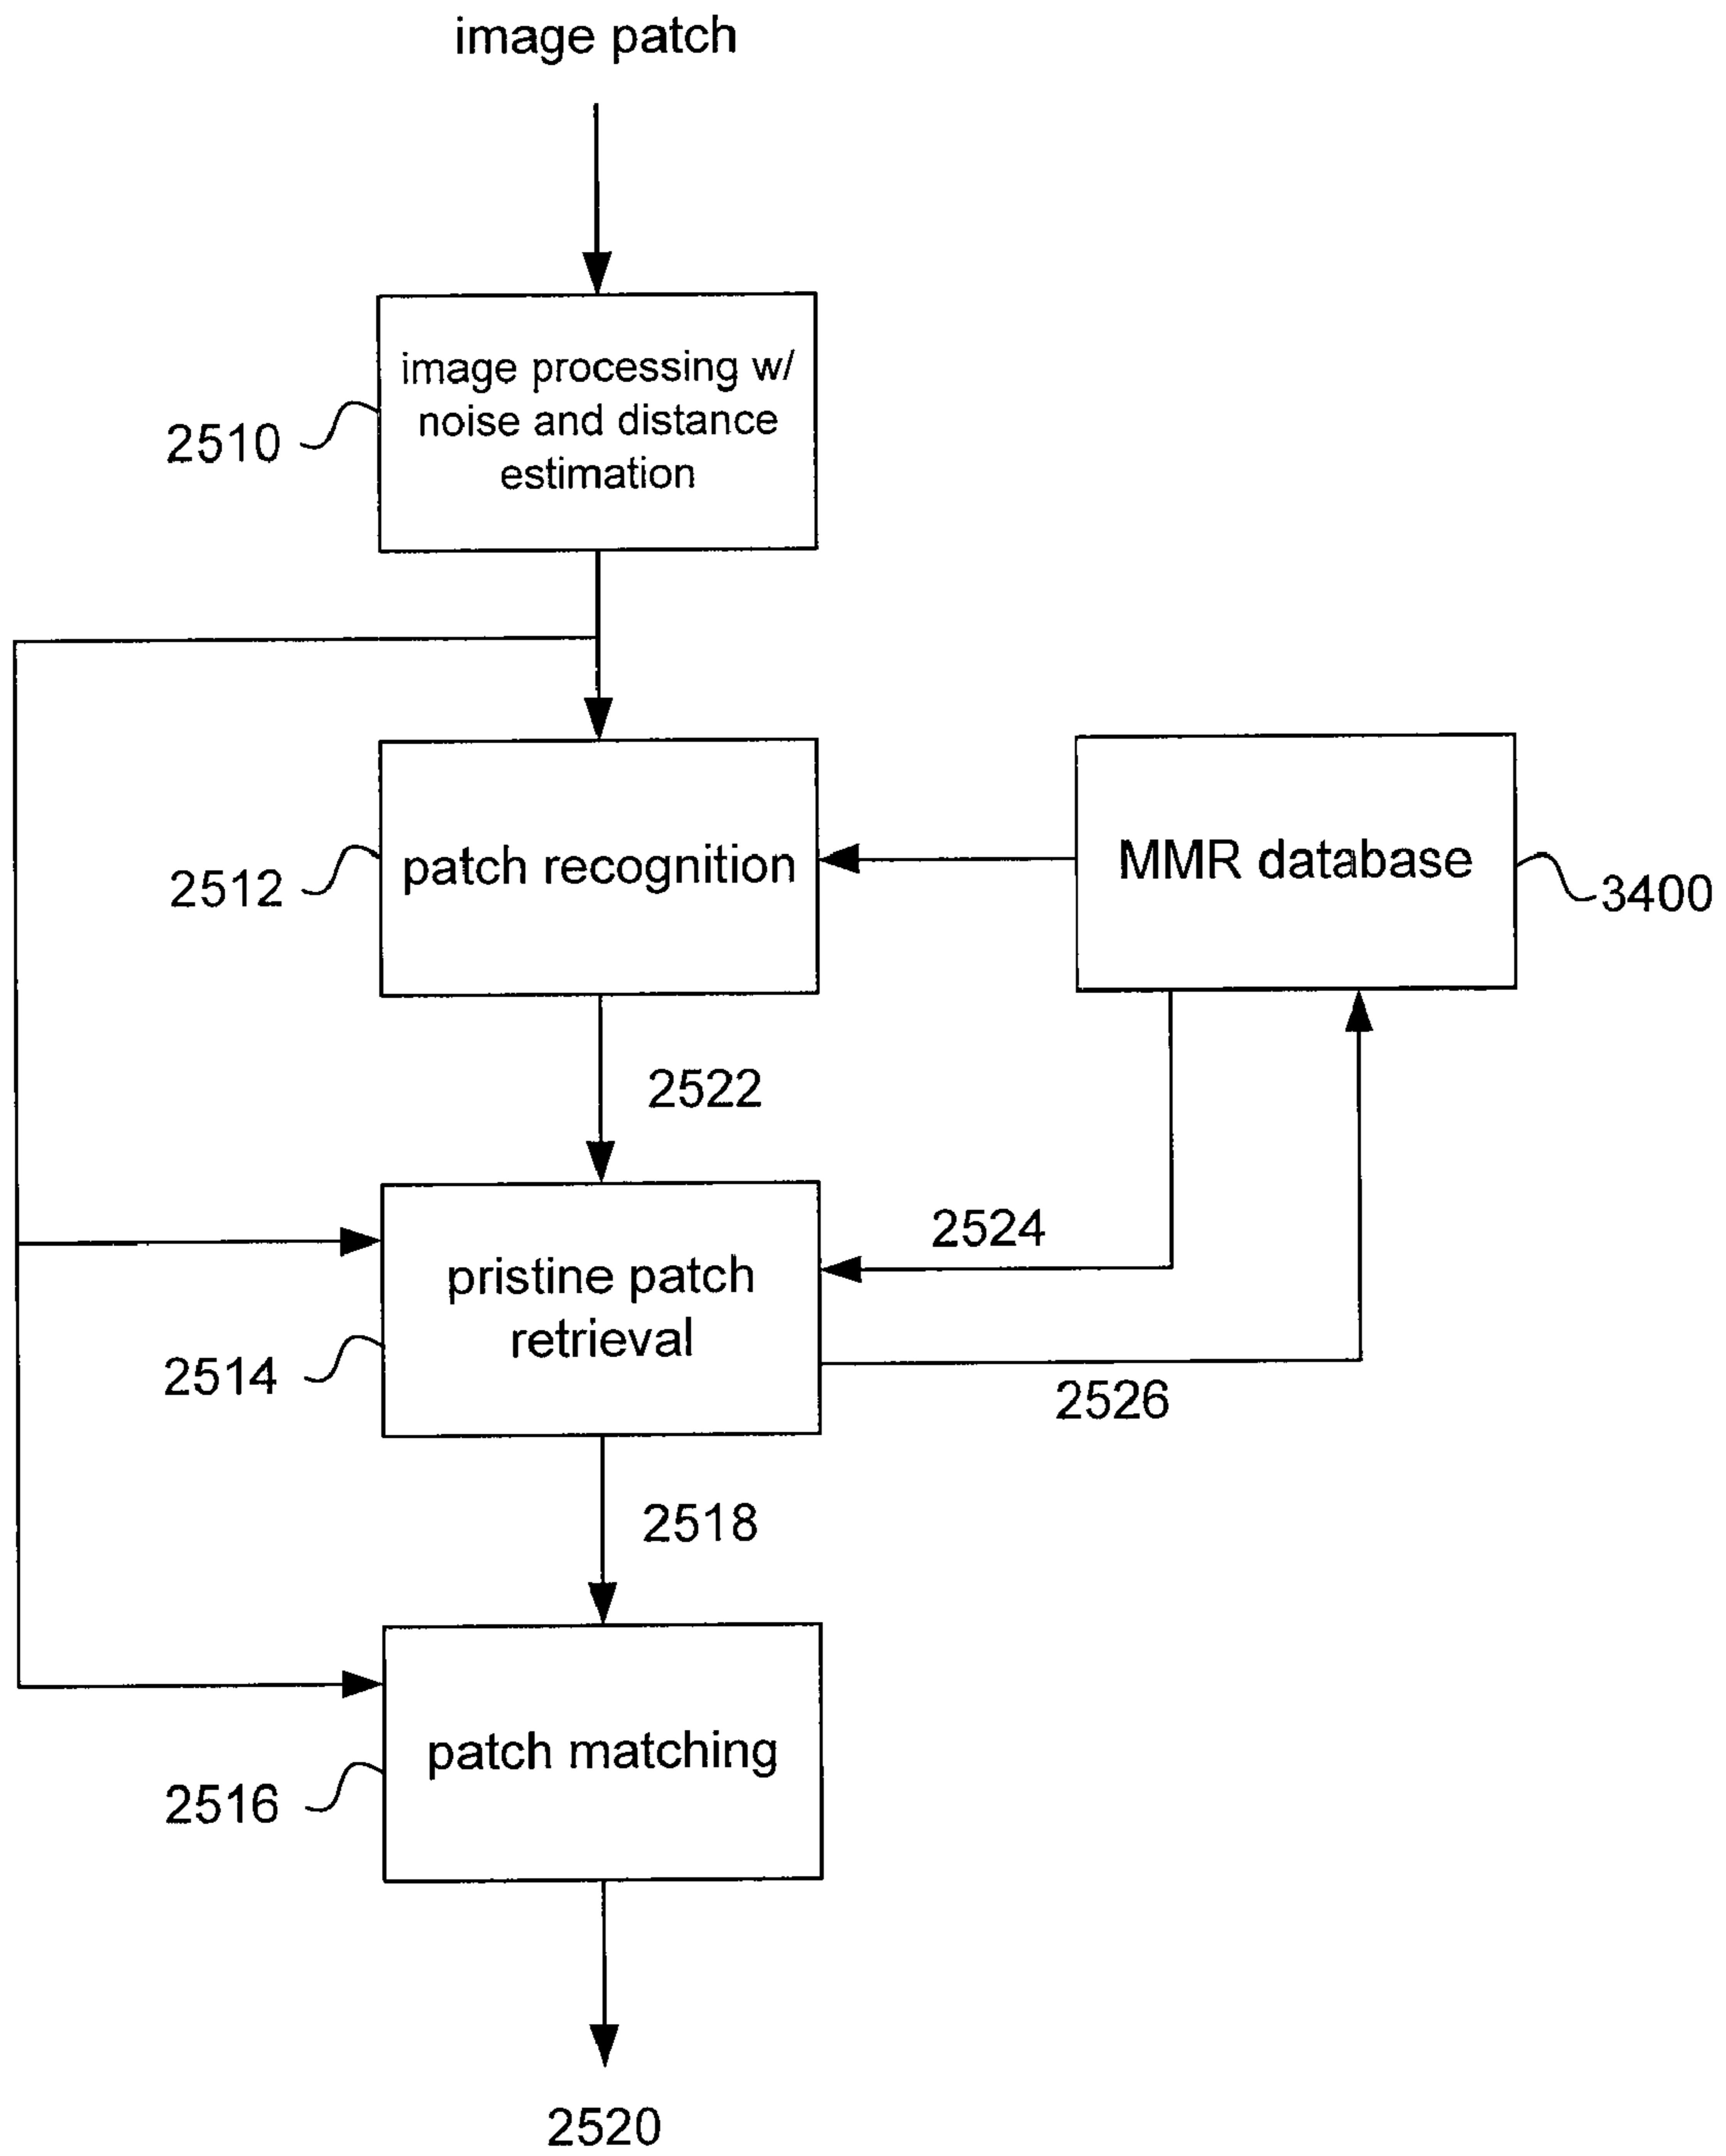 image patch
image processing w/
noise and distance
estimation
2510
patch recognition
2512
MMR database
3400
2522
pristine patch
retrieval
2514
2524
2526
2518
patch matching
2516
2520